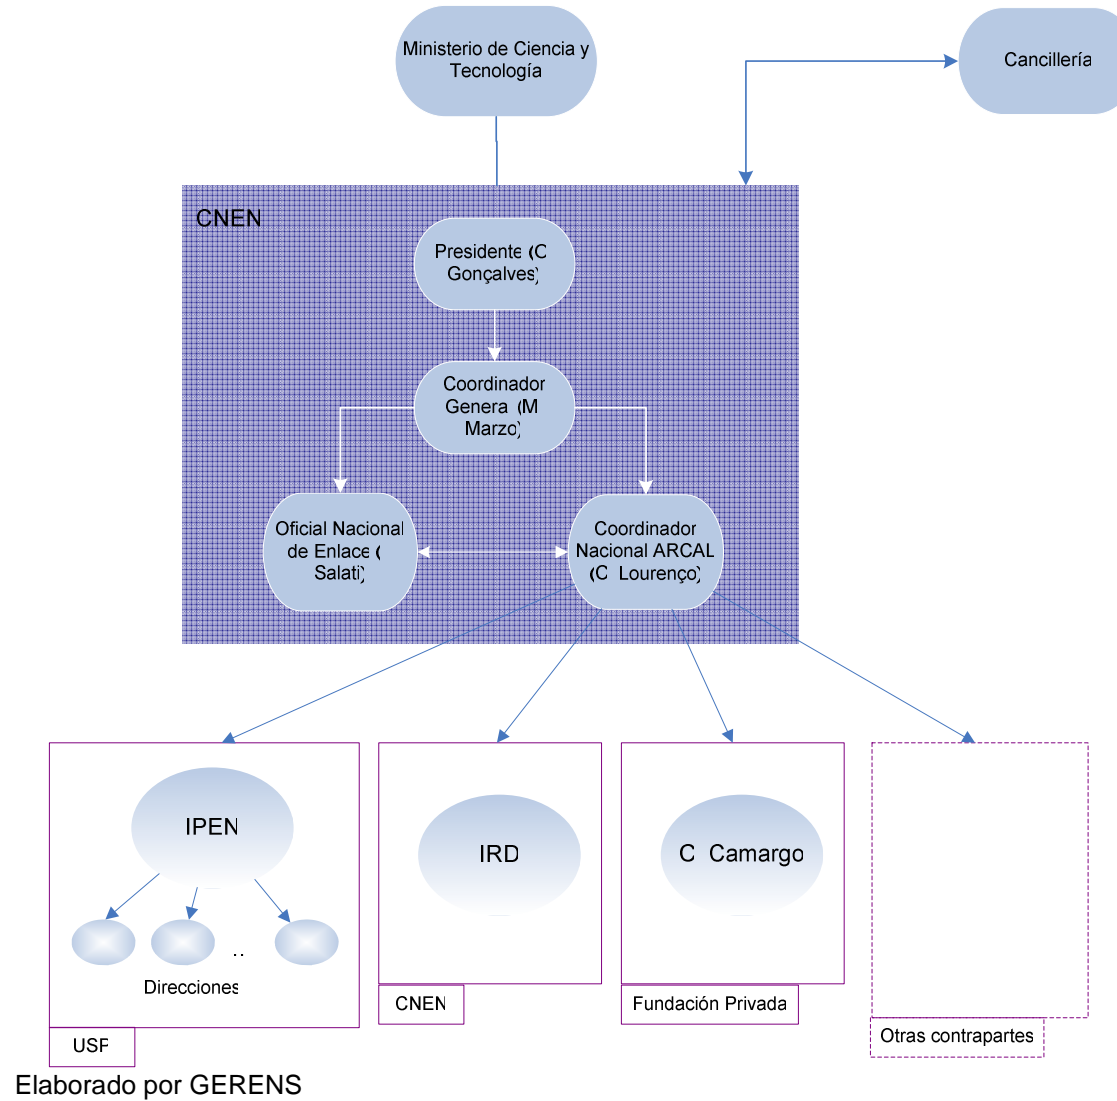 Ministerio de Ciencia y
Tecnología
Cancillería
CNEN
Presidente (O
Gonçalves)
Coordinador
Genera (M
Marzo)
Oficial Nacional
de Enlace (
Salati)
Coordinador
Nacional ARCAL
(C Lourenço)
IPEN
IRD
C Camargo
..
Direcciones
CNEN
Fundación Privada
Otras contrapartes
USP
Elaborado por GERENS